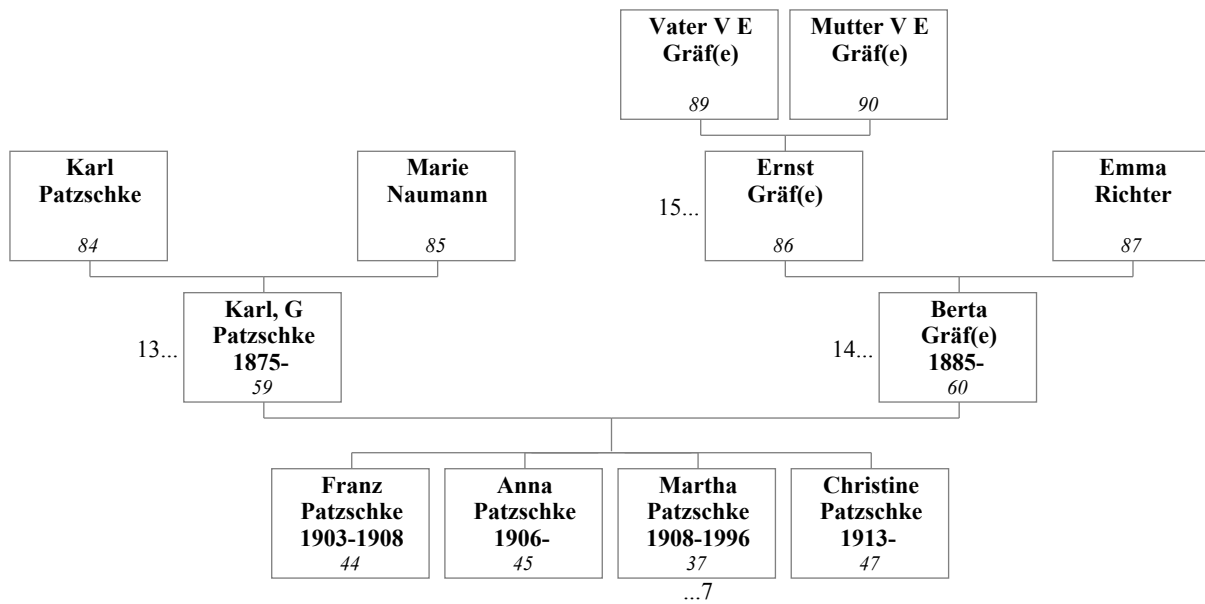 Vater V E
Gräf(e)
89
Mutter V E
Gräf(e)
90
Karl
Patzschke
84
Marie
Naumann
85
15...
Ernst
Gräf(e)
86
Emma
Richter
87
13...
Karl, G
Patzschke
1875-
59
14...
Berta
Gräf(e)
1885-
60
Franz
Patzschke
1903-1908
44
Anna
Patzschke
1906-
45
Martha
Patzschke
1908-1996
37
Christine
Patzschke
1913-
47
...7